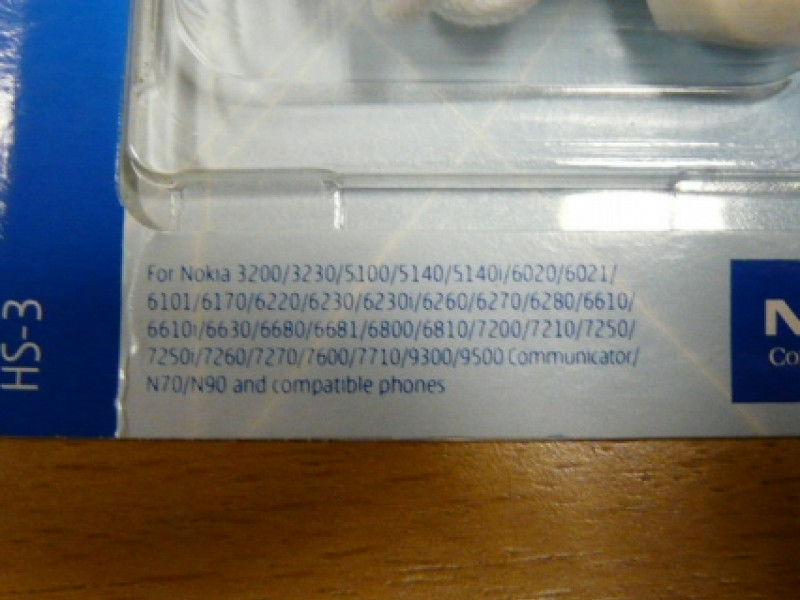 For Nokia 3200/3230/5100/5140/5140i/6020/6021/
6101/6170/6220/6230/6230i/6260/6270/6280/6610/
6610i/6630/6680/6681/6800/6810/7200/7210/7250/
7250i/7260/7270/7600/7710/9300/9500 Communicator/
N70/N90 and compatible phones
HS-3
N
Co